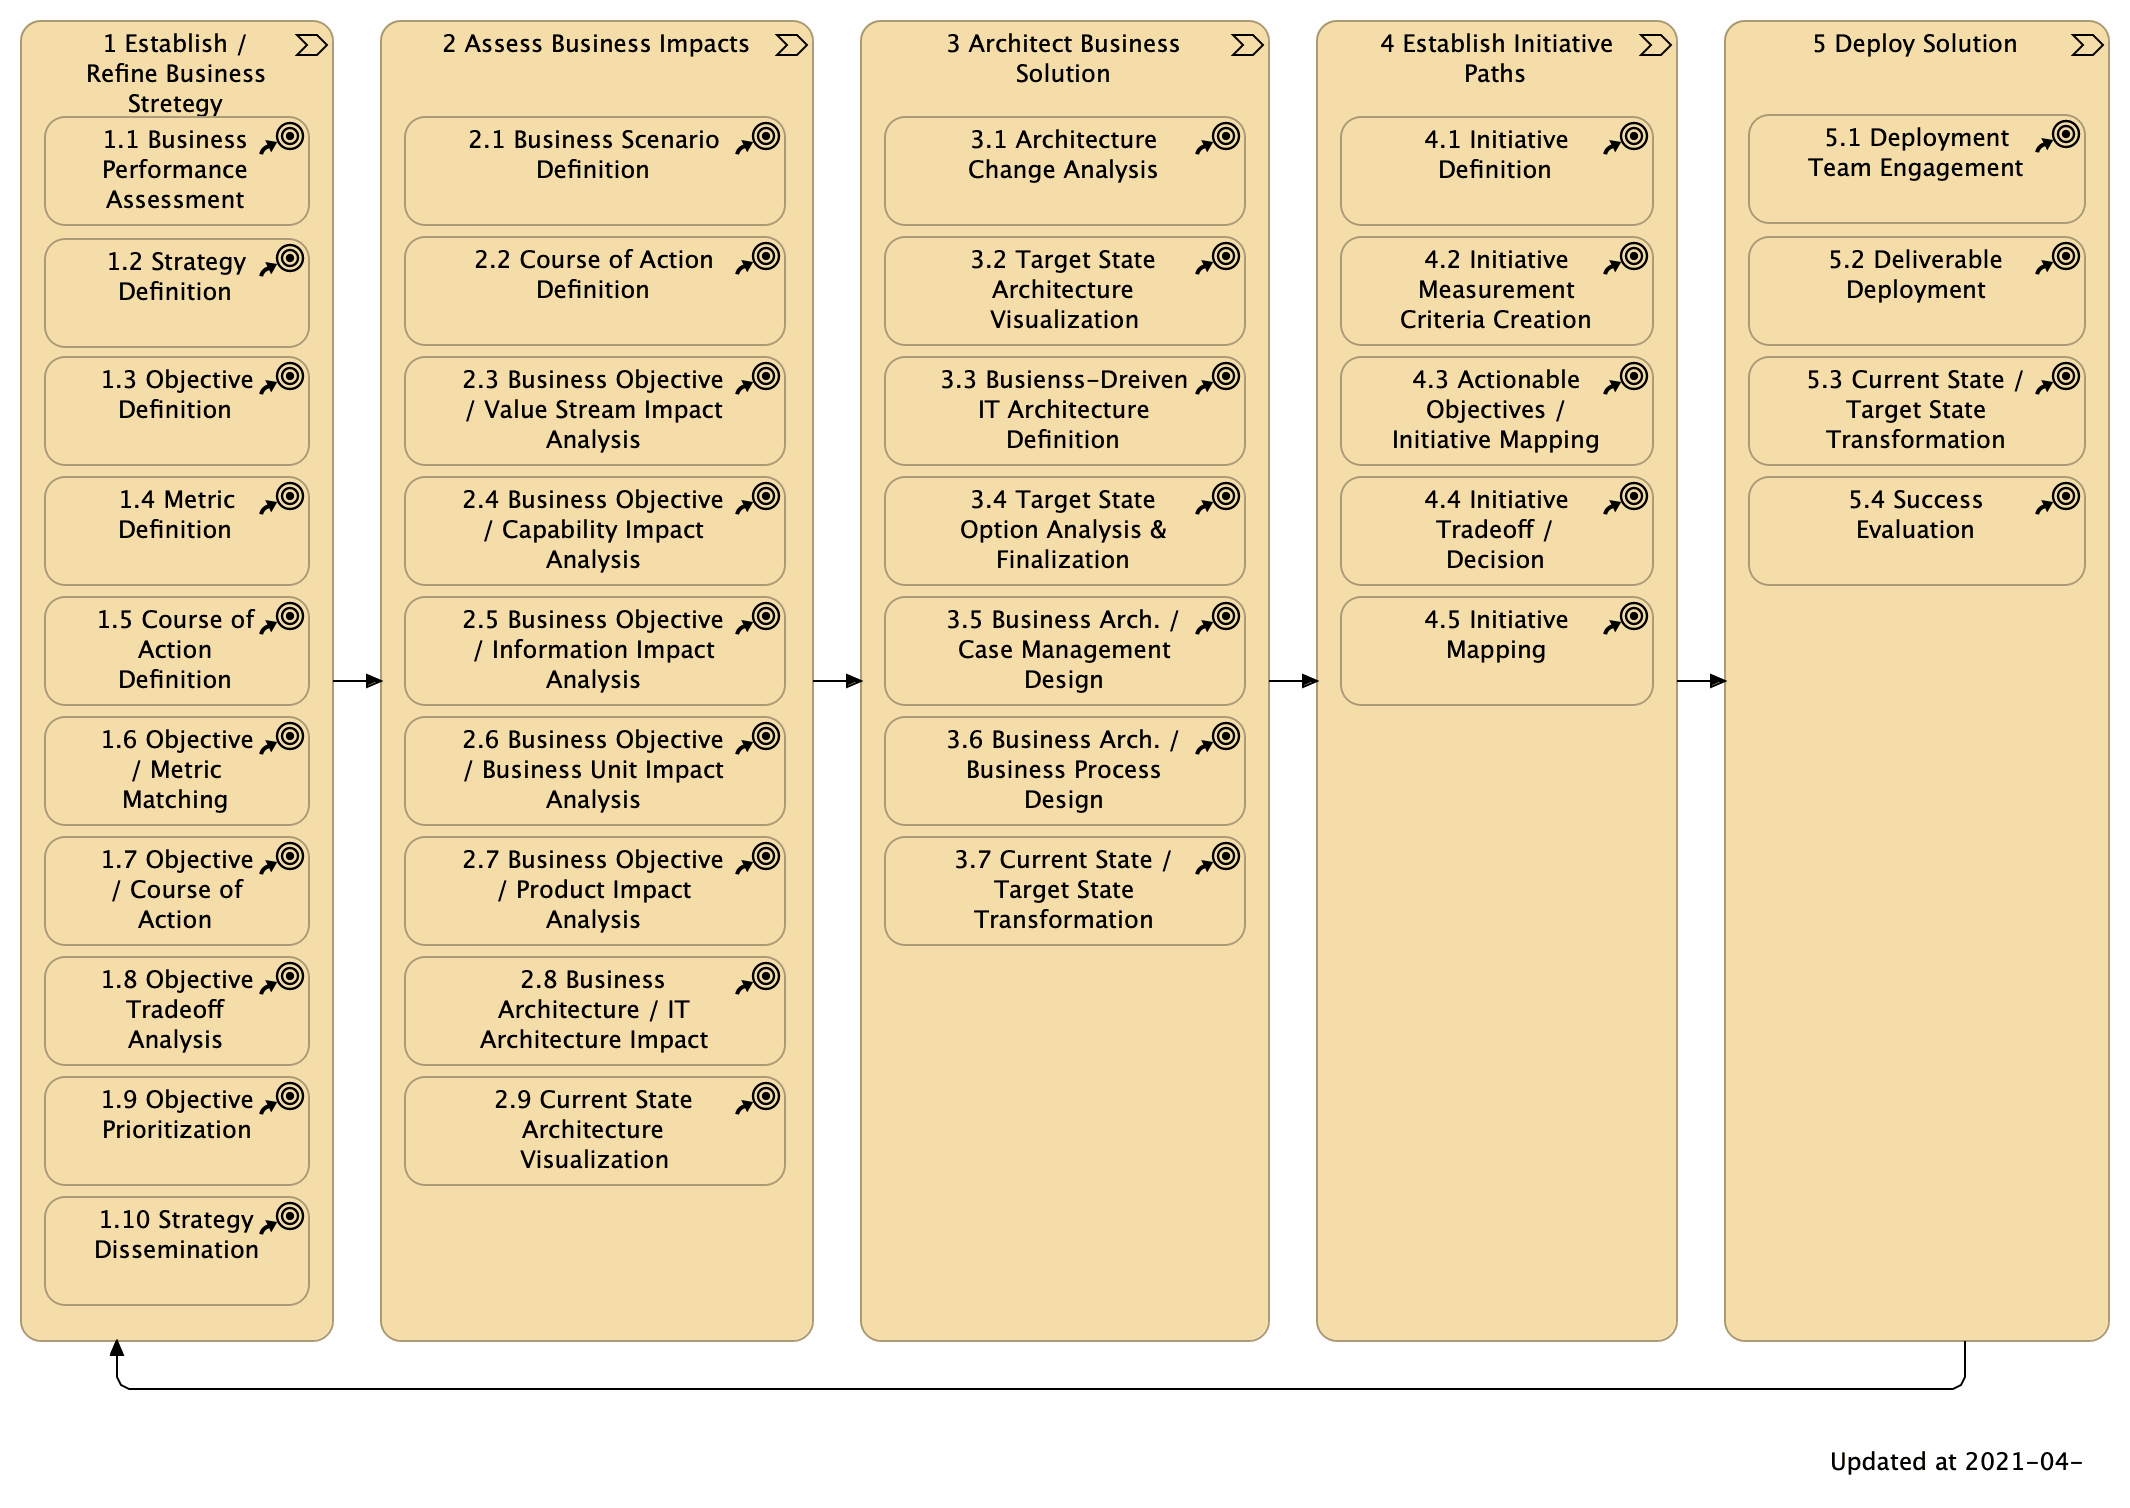 1 Establish /
Refine Business
Stretegy
1.1 Business
Performance
Assessment
1.2 Strategy
Definition
1.3 Objective
Definition
1.4 Metric
Definition
1.5 Course of
Action
Definition
1.6 Objective
/ Metric
Matching
1.7 Objective
/ Course of
Action
1.8 Objective
Tradeoff
Analysis
1.9 Objective
Prioritization
1.10 Strategy
Dissemination
2 Assess Business Impacts
2.1 Business Scenario
Definition
2.2 Course of Action
Definition
2.3 Business Objective
/ Value Stream Impact
Analysis
2.4 Business Objective
/ Capability Impact
Analysis
2.5 Business Objective
/ Information Impact
Analysis
2.6 Business Objective
/ Business Unit Impact
Analysis
2.7 Business Objective
/ Product Impact
Analysis
2.8 Business
Architecture / IT
Architecture Impact
2.9 Current State
Architecture
Visualization
3 Architect Business
Solution
3.1 Architecture
Change Analysis
3.2 Target State
Architecture
Visualization
3.3 Busienss-Dreiven
IT Architecture
Definition
3.4 Target State
Option Analysis &
Finalization
3.5 Business Arch. /
Case Management
Design
3.6 Business Arch. /
Business Process
Design
3.7 Current State /
Target State
Transformation
4 Establish Initiative
Paths
4.1 Initiative
Definition
4.2 Initiative
Measurement
Criteria Creation
4.3 Actionable
Objectives /
Initiative Mapping
4.4 Initiative
Tradeoff /
Decision
4.5 Initiative
Mapping
5 Deploy Solution
5.1 Deployment
Team Engagement
5.2 Deliverable
Deployment
5.3 Current State /
Target State
Transformation
5.4 Success
Evaluation
Updated at 2021-04-